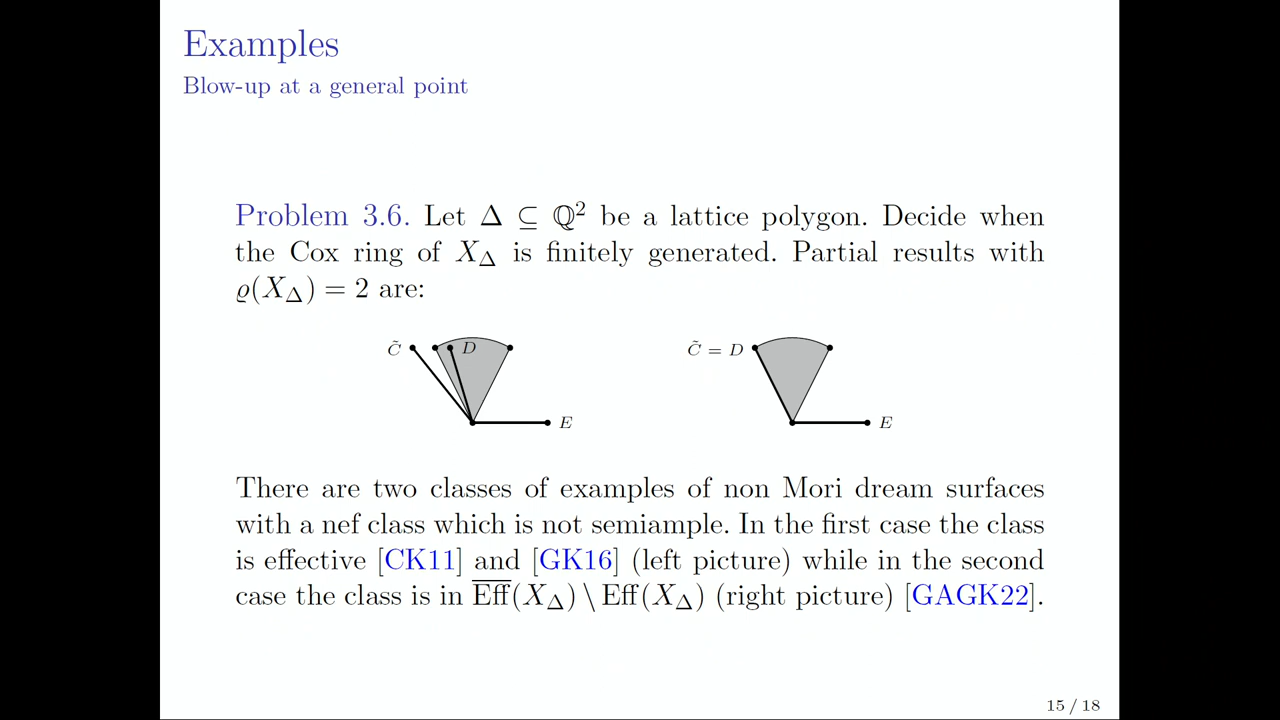 Examples
Blow-up at a general point
Problem 3.6. Let Δ ⊆ ℚ² be a lattice polygon. Decide when
the Cox ring of X_Δ is finitely generated. Partial results with
ϱ(X_Δ) = 2 are:
C̃ D E
C̃ = D E
There are two classes of examples of non Mori dream surfaces
with a nef class which is not semiample. In the first case the class
is effective [CK11] and [GK16] (left picture) while in the second
case the class is in \overline{Eff}(X_Δ) \ Eff(X_Δ) (right picture) [GAGK22].
15 / 18